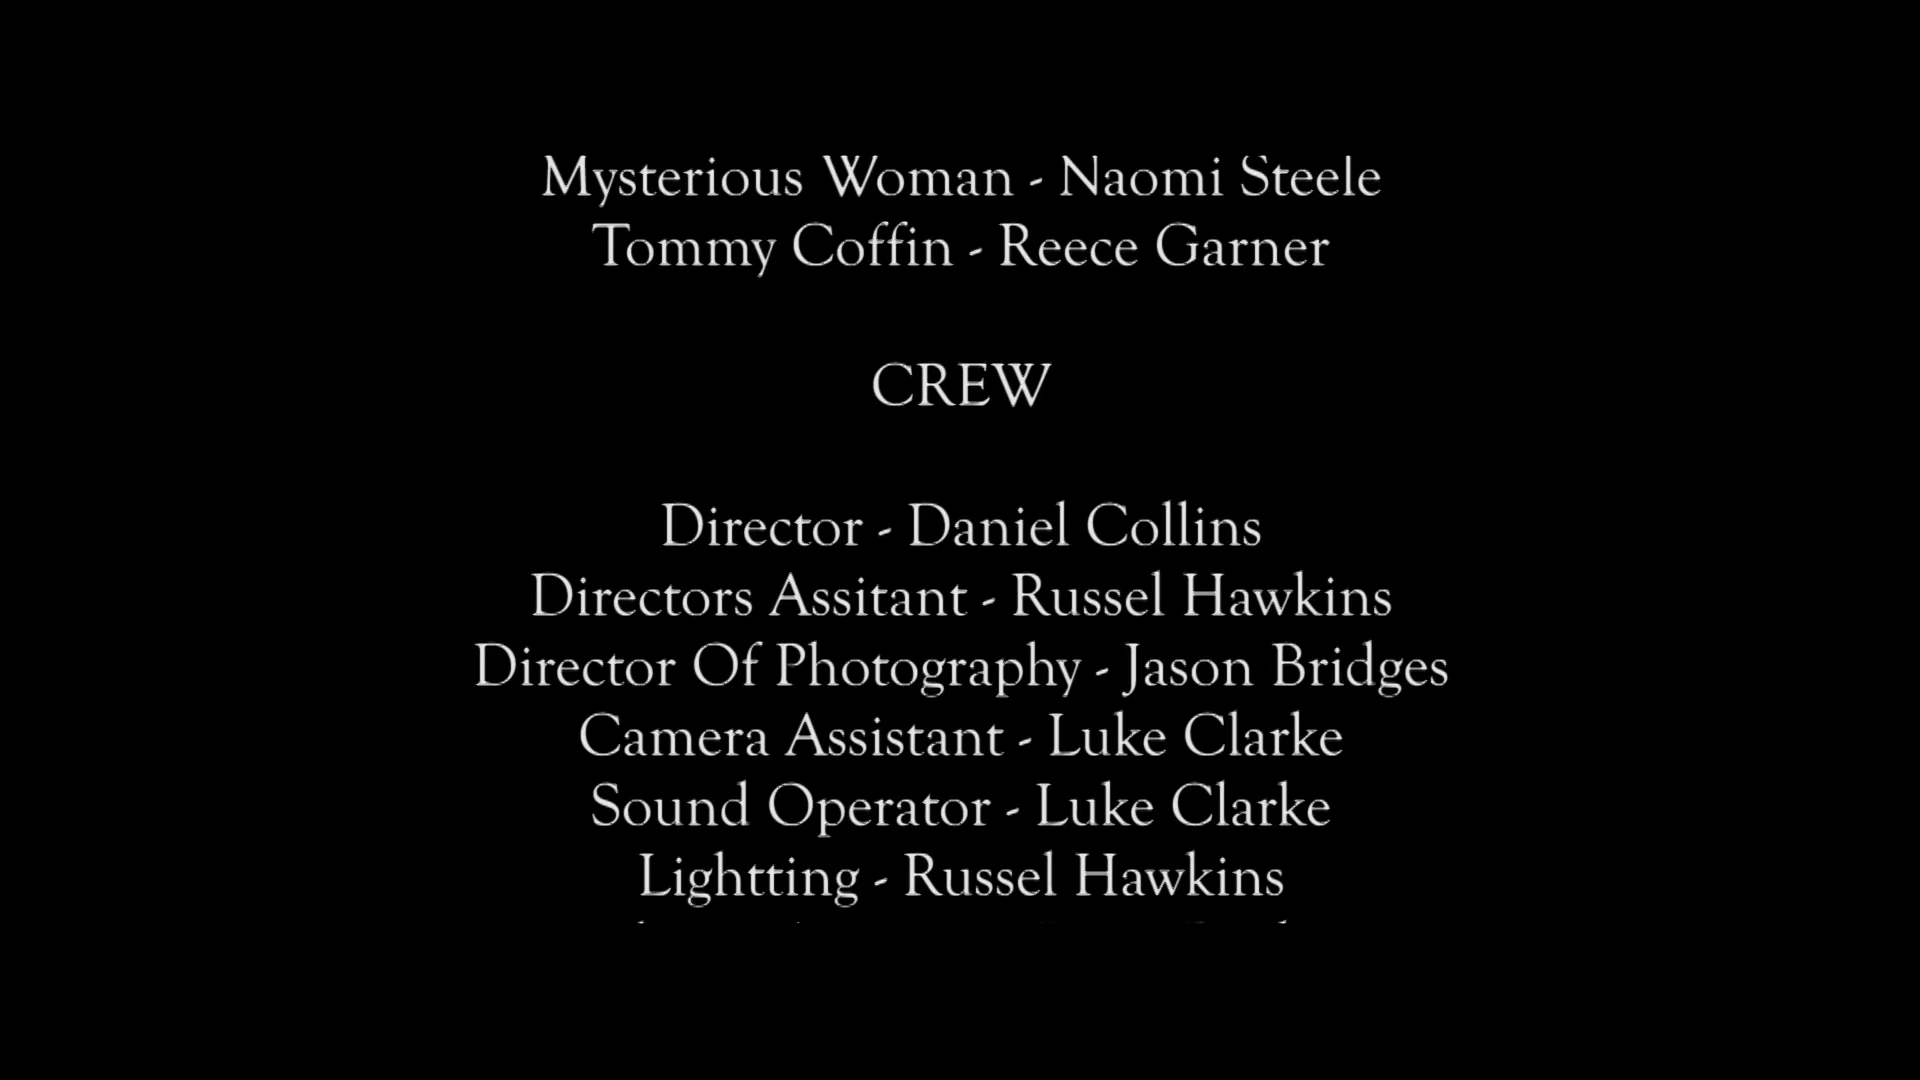 Mysterious Woman - Naomi Steele
Tommy Coffin - Reece Garner
CREW
Director - Daniel Collins
Directors Assitant - Russel Hawkins
Director Of Photography - Jason Bridges
Camera Assistant - Luke Clarke
Sound Operator - Luke Clarke
Lightting - Russel Hawkins